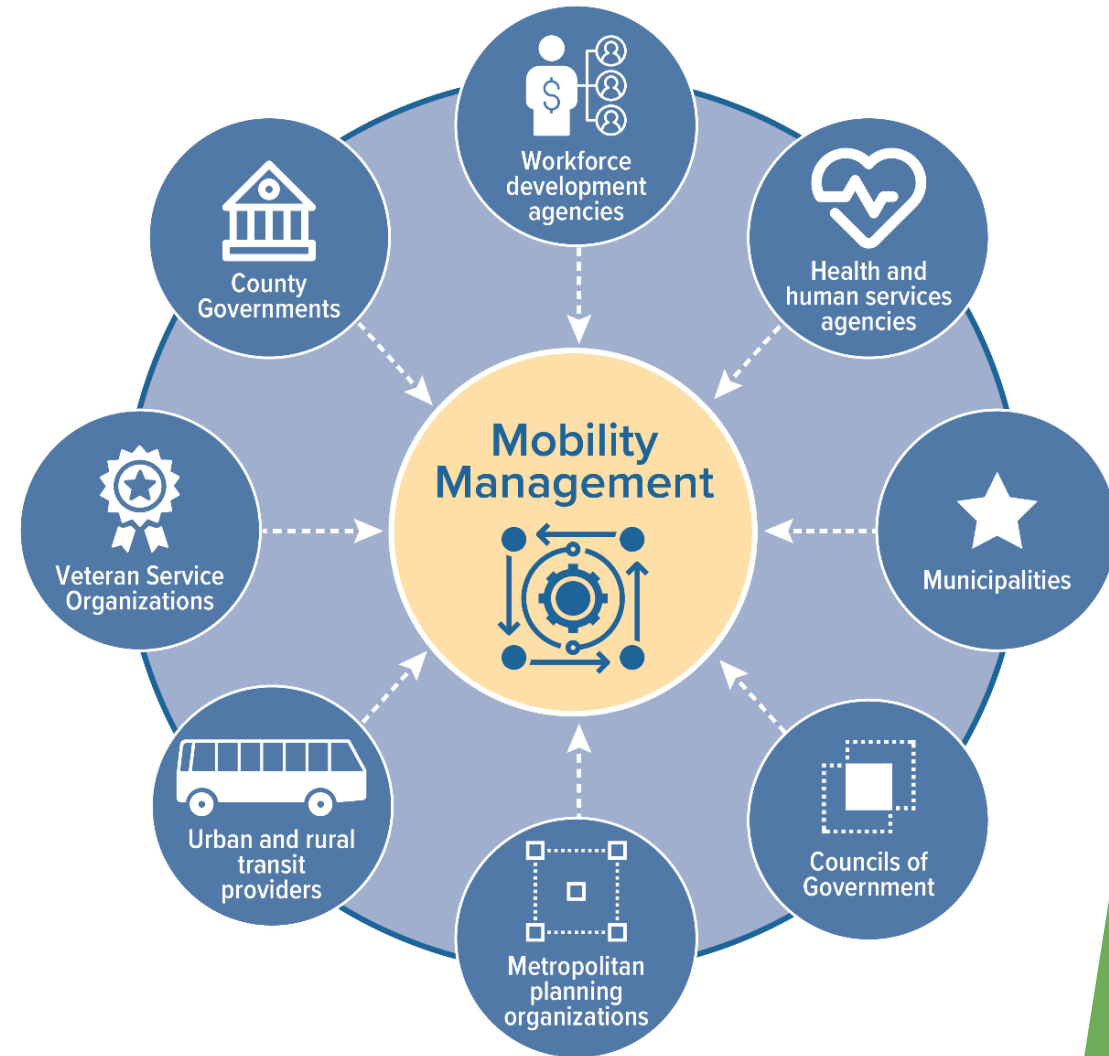 Workforce
development
agencies
County
Governments
Health and
human services
agencies
Mobility
Management
Veteran Service
Organizations
Municipalities
Urban and rural
transit
providers
Councils of
Government
Metropolitan
planning
organizations